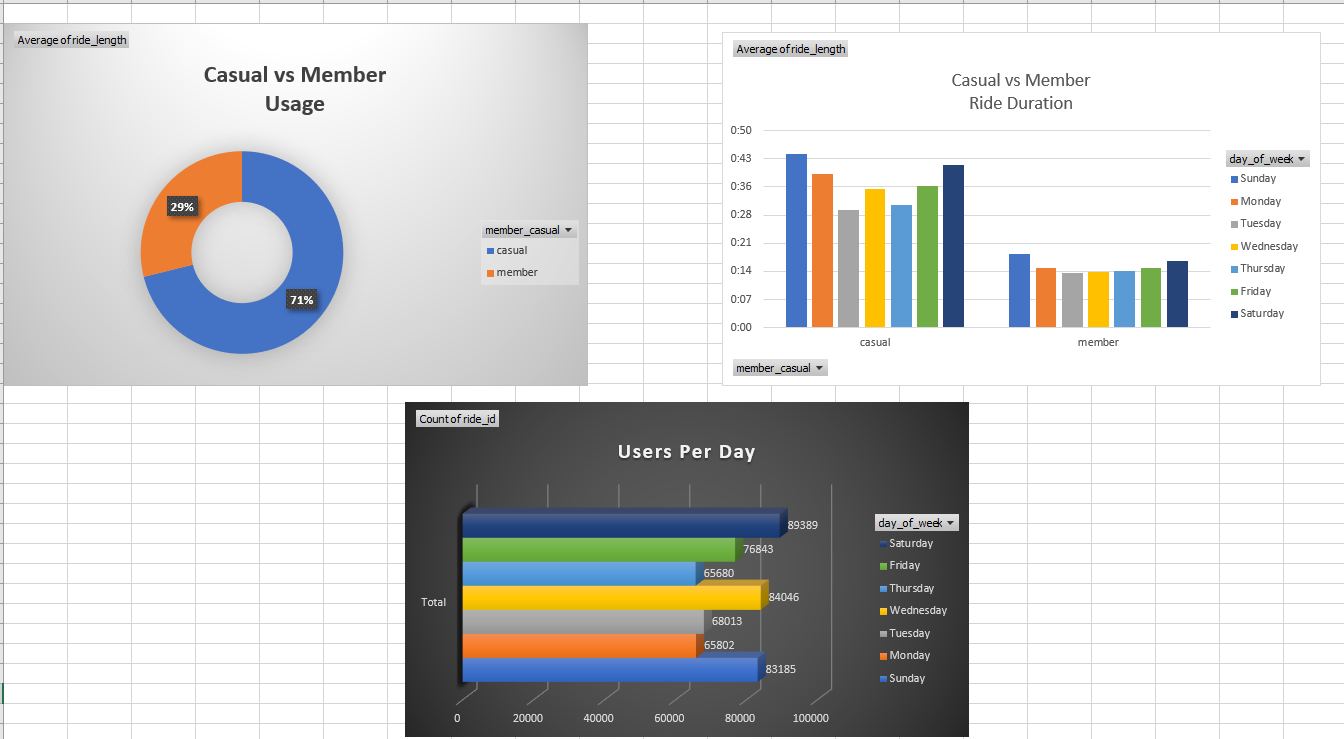 Average of ride_length
Casual vs Member
Usage
29%
71%
member_casual
casual
member
Average of ride_length
Casual vs Member
Ride Duration
0:50
0:43
0:36
0:28
0:21
0:14
0:07
0:00
casual
member
day_of_week
Sunday
Monday
Tuesday
Wednesday
Thursday
Friday
Saturday
member_casual
Count of ride_id
Users Per Day
89389
76843
65680
84046
68013
65802
83185
Total
0
20000
40000
60000
80000
100000
day_of_week
Saturday
Friday
Thursday
Wednesday
Tuesday
Monday
Sunday